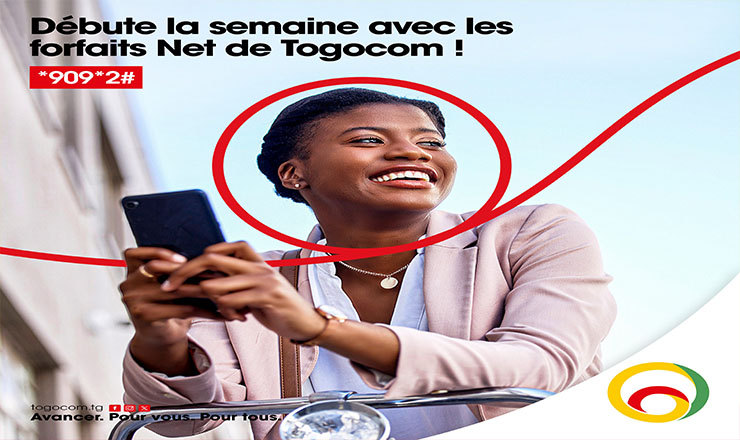 Débute la semaine avec les
forfaits Net de Togocom !
*909*2#
togocom.tg
Avancer. Pour vous. Pour tous.